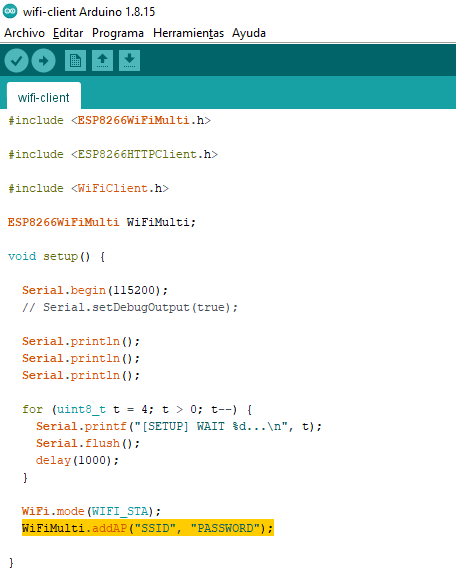 wifi-client Arduino 1.8.15
Archivo Editar Programa Herramientas Ayuda
wifi-client
#include <ESP8266WiFiMulti.h>
#include <ESP8266HTTPClient.h>
#include <WiFiClient.h>
ESP8266WiFiMulti WiFiMulti;
void setup() {
Serial.begin(115200);
// Serial.setDebugOutput(true);
Serial.println();
Serial.println();
Serial.println();
for (uint8_t t = 4; t > 0; t--) {
Serial.printf("[SETUP] WAIT %d...\n", t);
Serial.flush();
delay(1000);
}
WiFi.mode(WIFI_STA);
WiFiMulti.addAP("SSID", "PASSWORD");
}